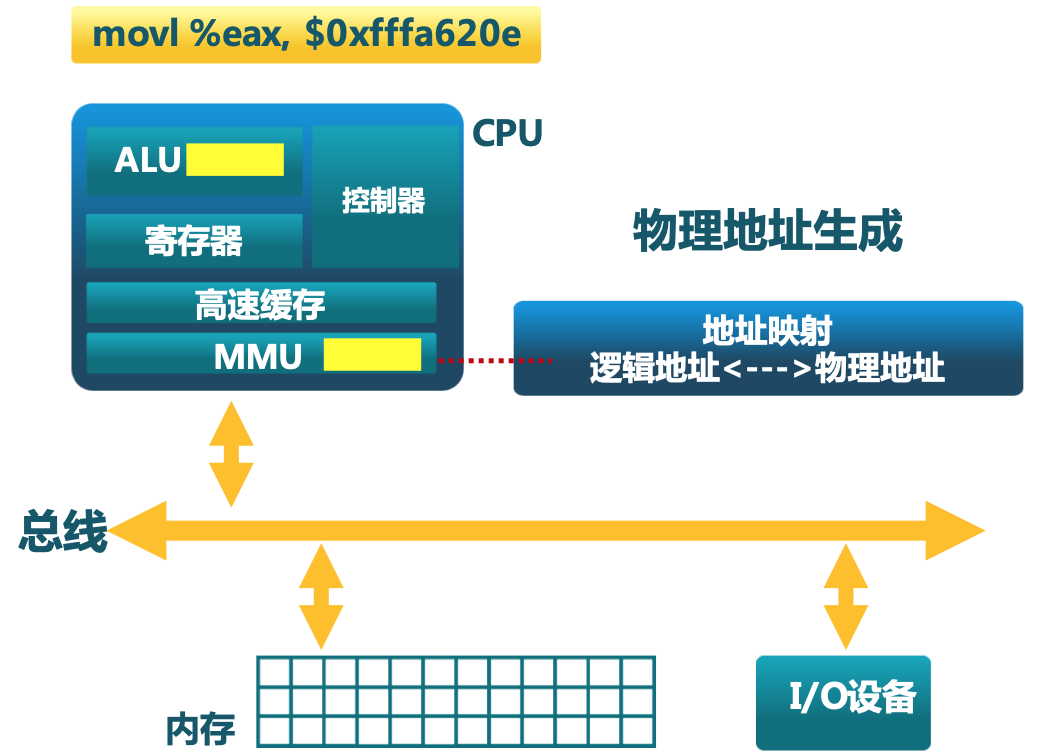 movl %eax, $0xfffa620e
CPU
ALU
控制器
寄存器
高速缓存
MMU
物理地址生成
地址映射
逻辑地址<--->物理地址
总线
内存
I/O设备